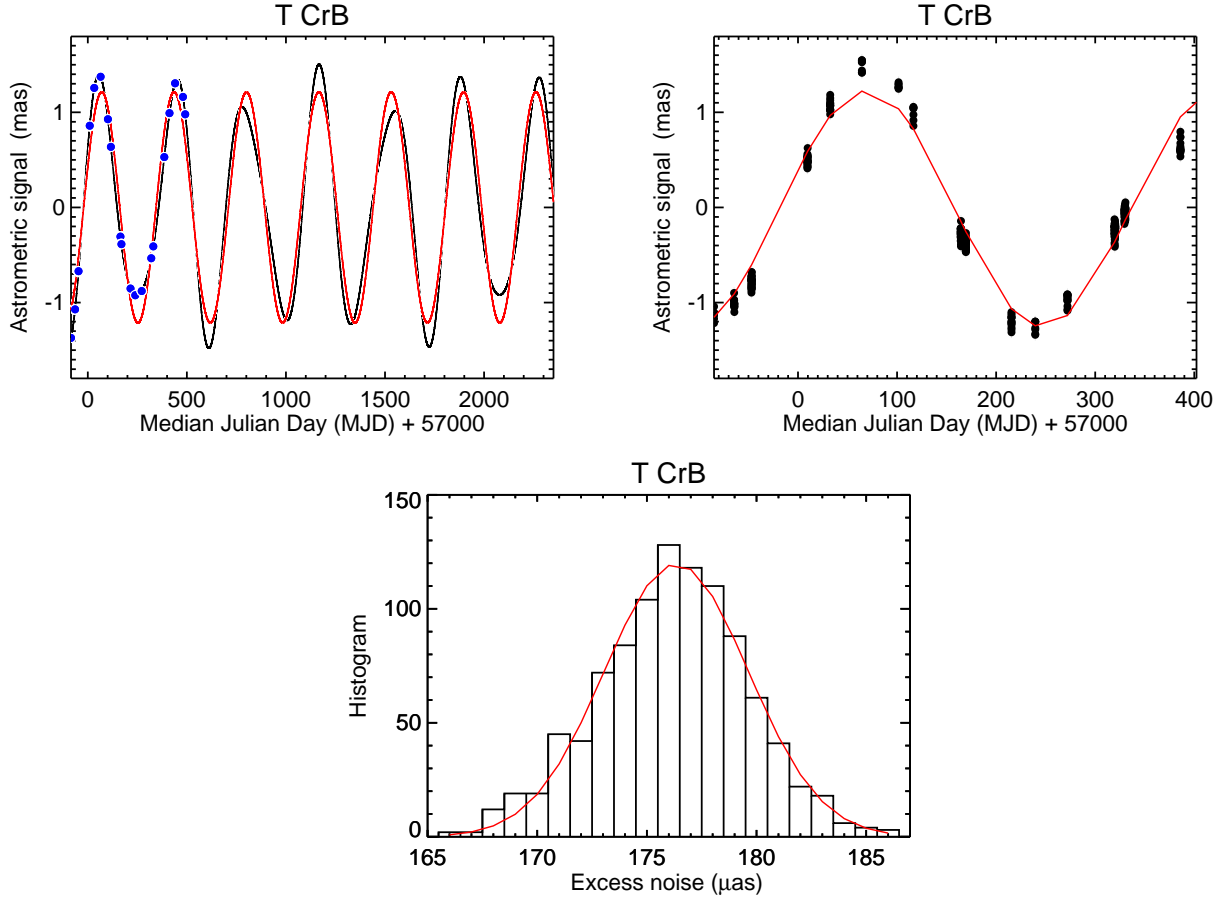 T CrB
Astrometric signal (mas)
1
0
-1
0 500 1000 1500 2000
Median Julian Day (MJD) + 57000
T CrB
Astrometric signal (mas)
1
0
-1
0 100 200 300 400
Median Julian Day (MJD) + 57000
T CrB
Histogram
150
100
50
0
165 170 175 180 185
Excess noise (μas)